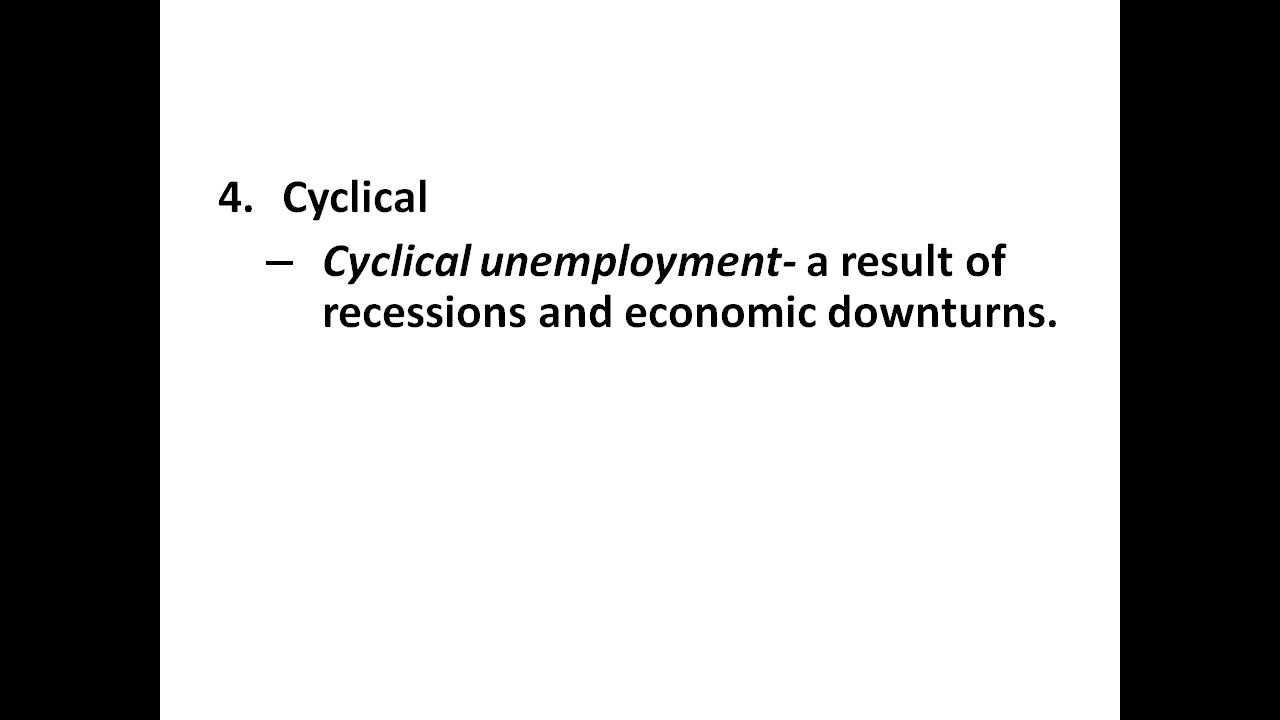 4. Cyclical
– Cyclical unemployment- a result of
recessions and economic downturns.